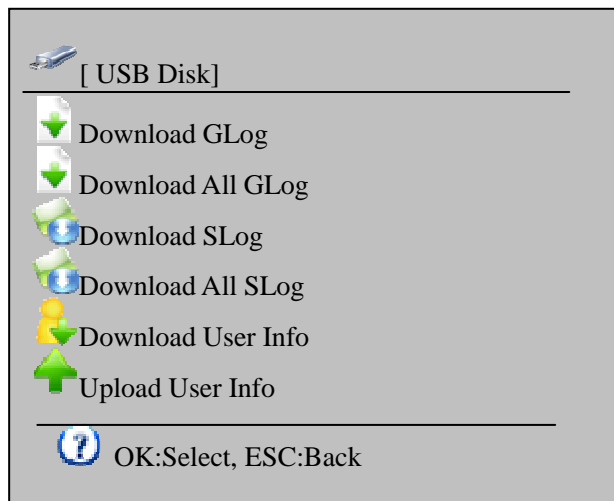 [ USB Disk]
Download GLog
Download All GLog
Download SLog
Download All SLog
Download User Info
Upload User Info
? OK:Select, ESC:Back